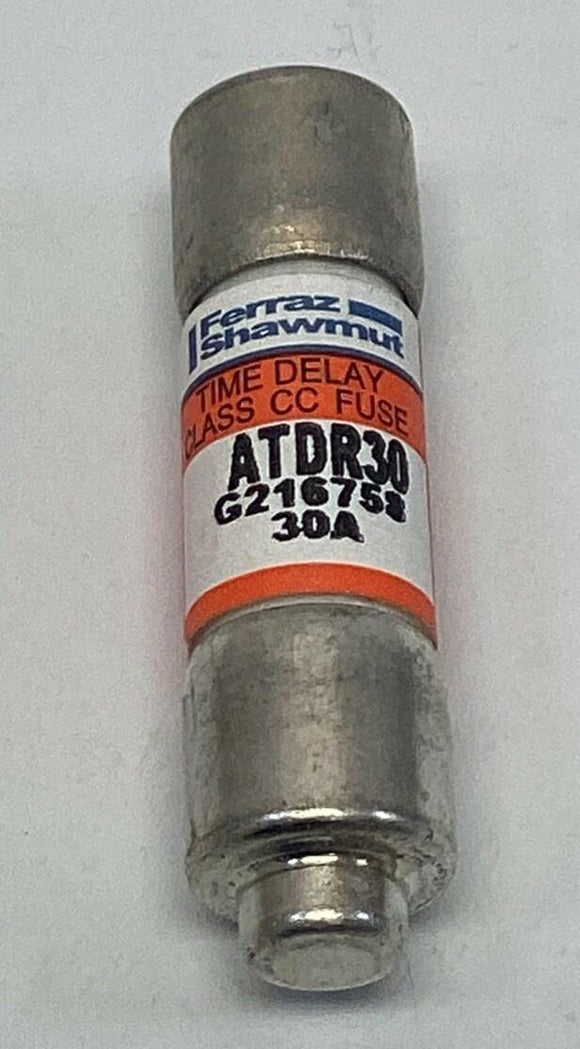 Ferraz
Shawmut
TIME DELAY
CLASS CC FUSE
ATDR30
G216758
30A